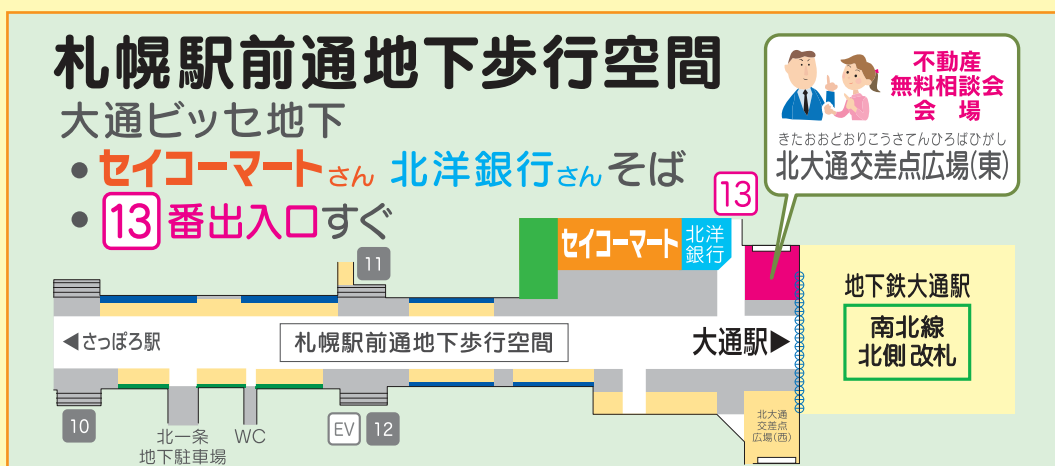 札幌駅前通地下歩行空間
大通ビッセ地下
• セイコーマートさん 北洋銀行さん そば
• 13 番出入口すぐ
不動産
無料相談会
会 場
きたおおどおりこうさてんひろばひがし
北大通交差点広場(東)
13
11
セイコーマート
北洋
銀行
地下鉄大通駅
南北線
北側 改札
◀さっぽろ駅
札幌駅前通地下歩行空間
大通駅▶
10
北一条
地下駐車場
WC
EV
12
北大通
交差点
広場(西)